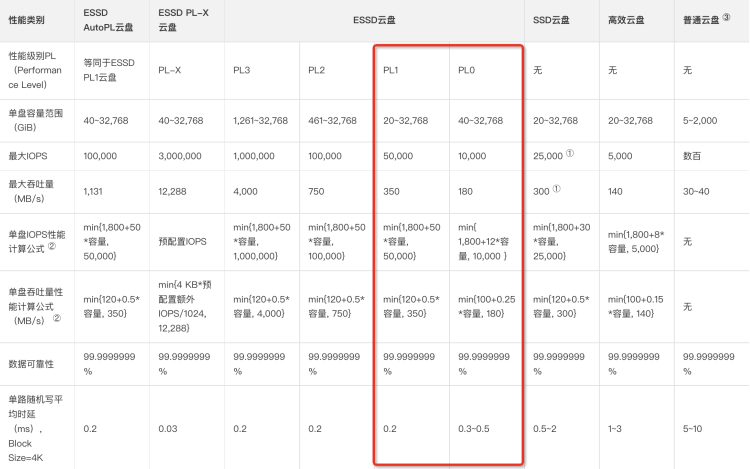 性能类别 ESSD AutoPL云盘 ESSD PL-X 云盘 ESSD云盘 SSD云盘 高效云盘 普通云盘 ③
性能级别PL（Performance Level） 等同于ESSD PL1云盘 PL-X PL3 PL2 PL1 PL0 无 无 无
单盘容量范围（GiB） 40~32,768 40~32,768 1,261~32,768 461~32,768 20~32,768 40~32,768 20~32,768 20~32,768 5~2,000
最大IOPS 100,000 3,000,000 1,000,000 100,000 50,000 10,000 25,000 ① 5,000 数百
最大吞吐量（MB/s） 1,131 12,288 4,000 750 350 180 300 ① 140 30~40
单盘IOPS性能计算公式 ② min{1,800+50*容量, 50,000} 预配置IOPS min{1,800+50*容量, 1,000,000} min{1,800+50*容量, 100,000} min{1,800+50*容量, 50,000} min{ 1,800+12*容量, 10,000 } min{1,800+30*容量, 25,000} min{1,800+8*容量, 5,000} 无
单盘吞吐量性能计算公式（MB/s） ② min{120+0.5*容量, 350} min{4 KB*预配置额外IOPS/1024, 12,288} min{120+0.5*容量, 4,000} min{120+0.5*容量, 750} min{120+0.5*容量, 350} min{100+0.25*容量, 180} min{120+0.5*容量, 300} min{100+0.15*容量, 140} 无
数据可靠性 99.9999999% 99.9999999% 99.9999999% 99.9999999% 99.9999999% 99.9999999% 99.9999999% 99.9999999% 99.9999999%
单路随机写平均时延（ms），Block Size=4K 0.2 0.03 0.2 0.2 0.2 0.3~0.5 0.5~2 1~3 5~10